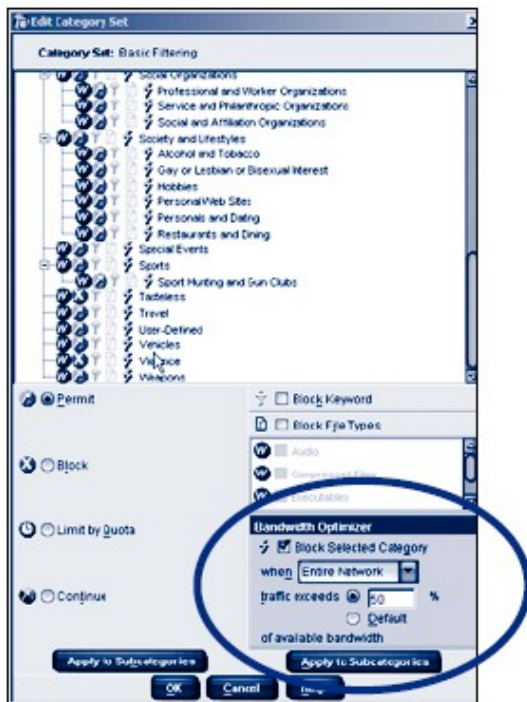 Edit Category Set
Category Set: Basic Filtering
Social Organizations
Professional and Worker Organizations
Service and Philanthropic Organizations
Social and Affiliation Organizations
Society and Lifestyles
Alcohol and Tobacco
Gay or Lesbian or Bisexual Interest
Hobbies
Personal Web Sites
Personals and Dating
Restaurants and Dining
Special Events
Sports
Sport Hunting and Gun Clubs
Tasteless
Travel
User-Defined
Vehicles
Violence
Weapons
Permit
Block
Limit by Quota
Continue
Apply to Subcategories
Block Keyword
Block File Types
Audio
Compressed Files
Executables
Bandwidth Optimizer
Block Selected Category
when Entire Network
traffic exceeds %
Default
of available bandwidth
Apply to Subcategories
OK Cancel Help